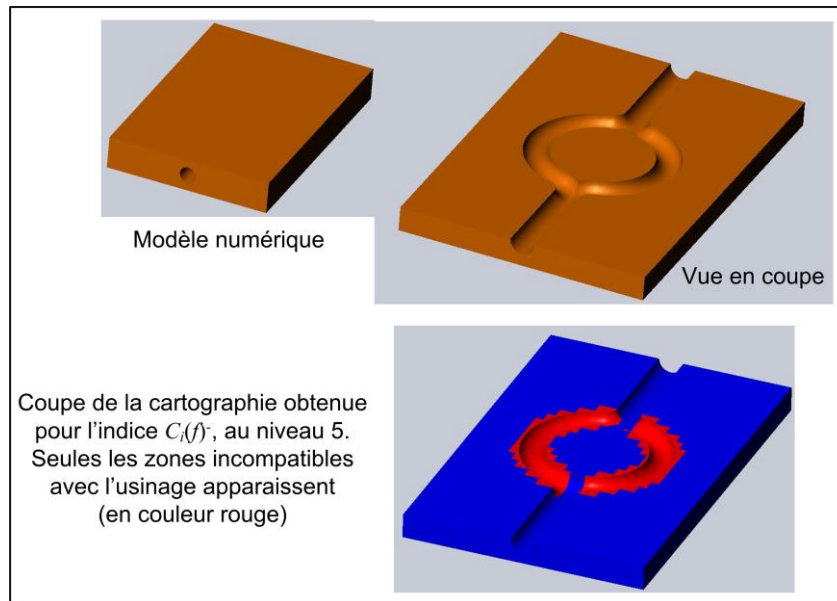 Modèle numérique
Vue en coupe
Coupe de la cartographie obtenue
pour l'indice Ci(f)-, au niveau 5.
Seules les zones incompatibles
avec l'usinage apparaissent
(en couleur rouge)